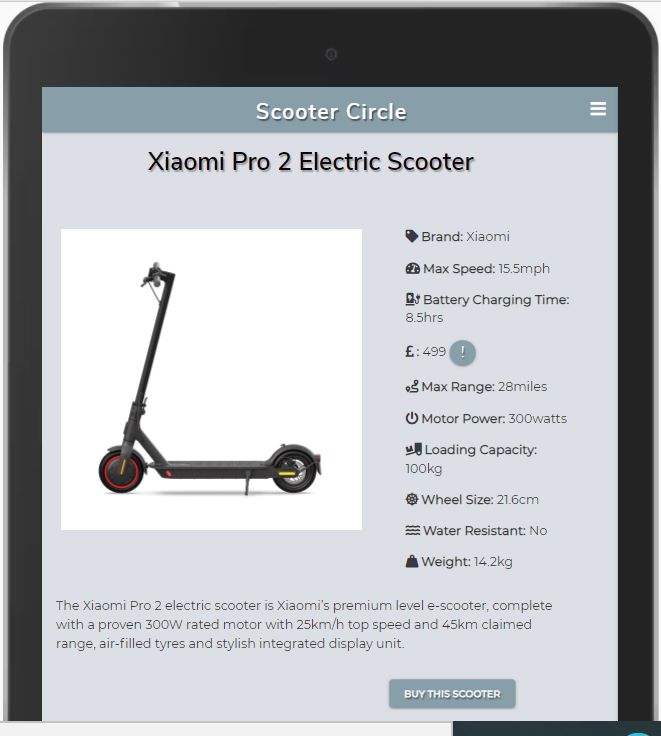 Scooter Circle
Xiaomi Pro 2 Electric Scooter
Brand: Xiaomi
Max Speed: 15.5mph
Battery Charging Time:
8.5hrs
£ : 499 !
Max Range: 28miles
Motor Power: 300watts
Loading Capacity:
100kg
Wheel Size: 21.6cm
Water Resistant: No
Weight: 14.2kg
The Xiaomi Pro 2 electric scooter is Xiaomi’s premium level e-scooter, complete
with a proven 300W rated motor with 25km/h top speed and 45km claimed
range, air-filled tyres and stylish integrated display unit.
BUY THIS SCOOTER